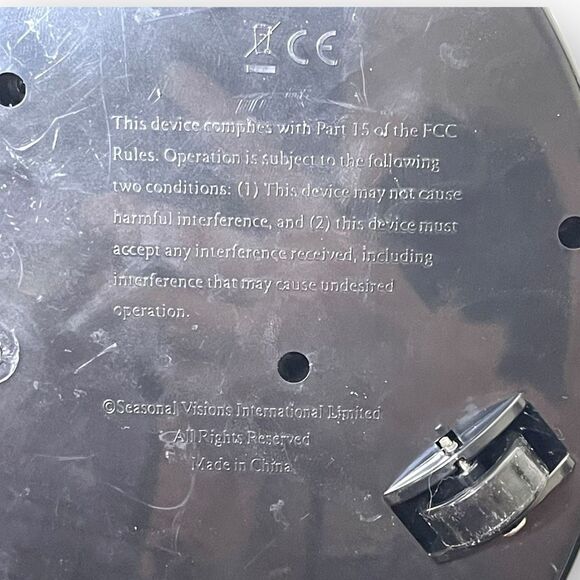 CE
This device complies with Part 15 of the FCC
Rules. Operation is subject to the following
two conditions: (1) This device may not cause
harmful interference, and (2) this device must
accept any interference received, including
interference that may cause undesired
operation.
©Seasonal Visions International Limited
All Rights Reserved
Made in China